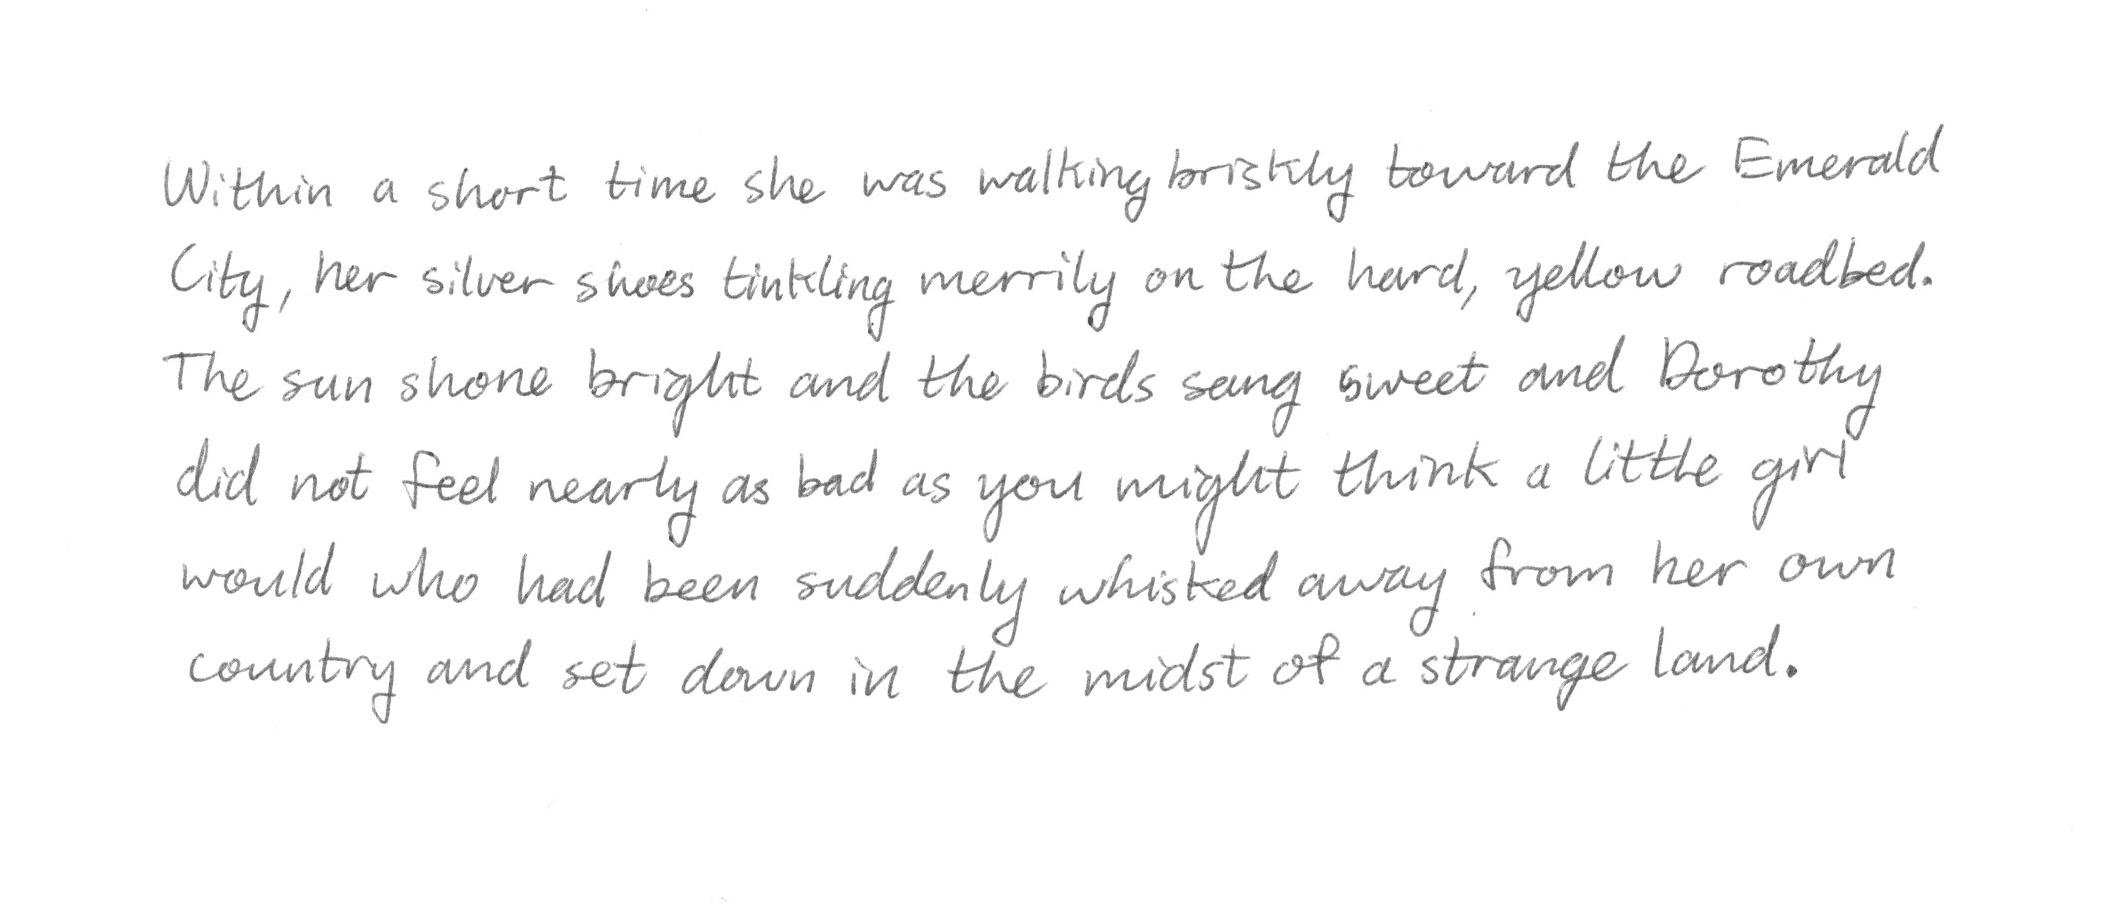 Within a short time she was walking briskly toward the Emerald
City, her silver shoes tinkling merrily on the hard, yellow roadbed.
The sun shone bright and the birds sang sweet and Dorothy
did not feel nearly as bad as you might think a little girl
would who had been suddenly whisked away from her own
country and set down in the midst of a strange land.